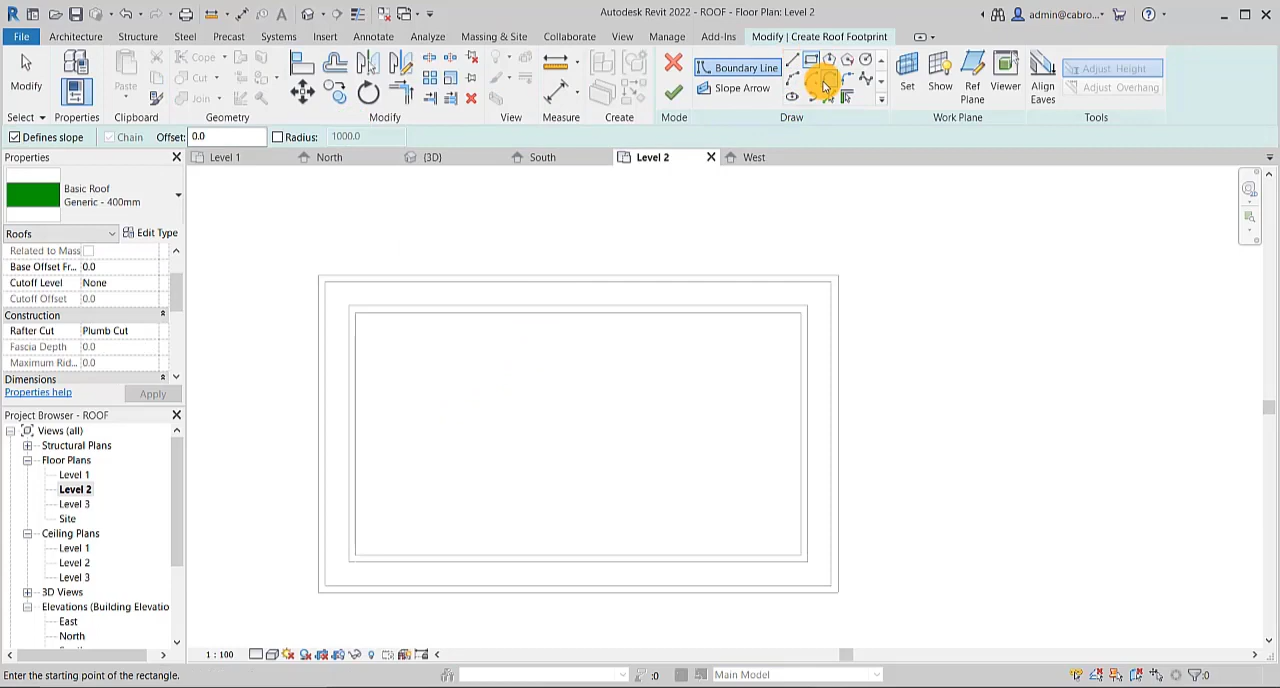 Autodesk Revit 2022 - ROOF - Floor Plan: Level 2
admin@cabro...
File Architecture Structure Steel Precast Systems Insert Annotate Analyze Massing & Site Collaborate View Manage Add-Ins Modify | Create Roof Footprint
Modify
Paste
Cope
Cut
Join
Boundary Line
Slope Arrow
Set
Show
Ref
Plane
Viewer
Align
Eaves
Adjust Height
Adjust Overhang
Select Properties Clipboard Geometry Modify View Measure Create Mode Draw Work Plane Tools
Defines slope Chain Offset: 0.0 Radius: 1000.0
Properties
Level 1 North (3D) South Level 2 West
Basic Roof
Generic - 400mm
Roofs Edit Type
Related to Mass
Base Offset Fr... 0.0
Cutoff Level None
Cutoff Offset 0.0
Construction
Rafter Cut Plumb Cut
Fascia Depth 0.0
Maximum Rid... 0.0
Dimensions
Properties help Apply
Project Browser - ROOF
Views (all)
Structural Plans
Floor Plans
Level 1
Level 2
Level 3
Site
Ceiling Plans
Level 1
Level 2
Level 3
3D Views
Elevations (Building Elevatio
East
North
1 : 100
Enter the starting point of the rectangle.
:0
Main Model
:0